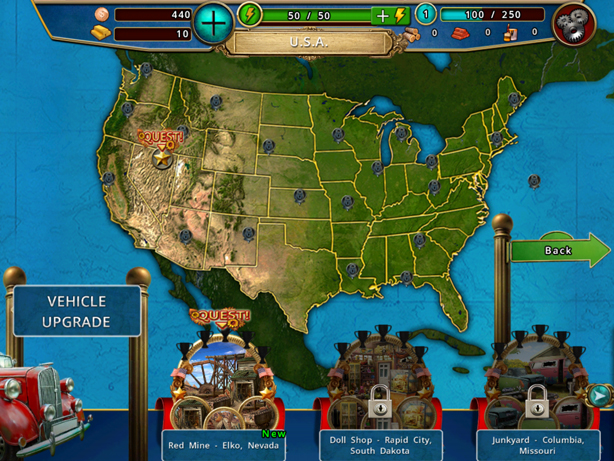 440
10
50 / 50
1
100 / 250
0
0
0
U.S.A.
QUEST!
Back
VEHICLE
UPGRADE
QUEST!
New
Red Mine - Elko, Nevada
Doll Shop - Rapid City,
South Dakota
Junkyard - Columbia,
Missouri